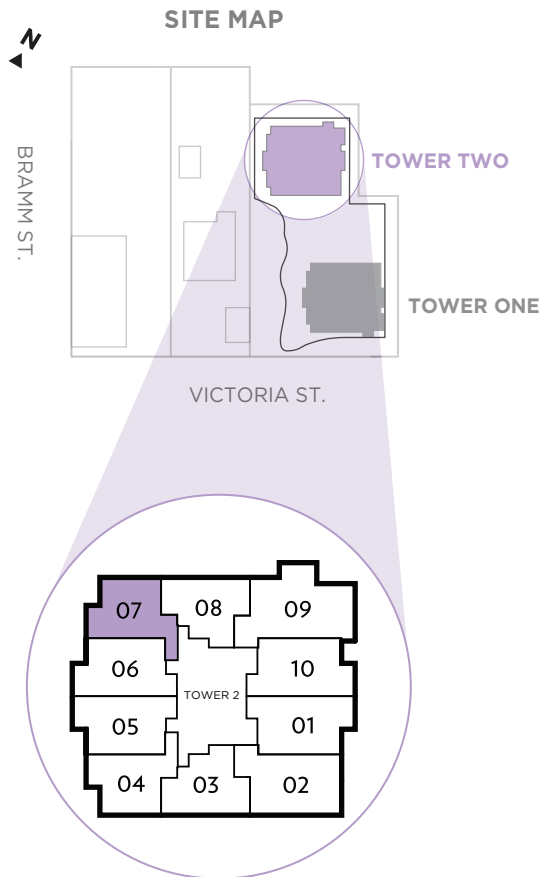 SITE MAP
N
BRAMM ST.
TOWER TWO
TOWER ONE
VICTORIA ST.
07
08
09
06
10
TOWER 2
05
01
04
03
02